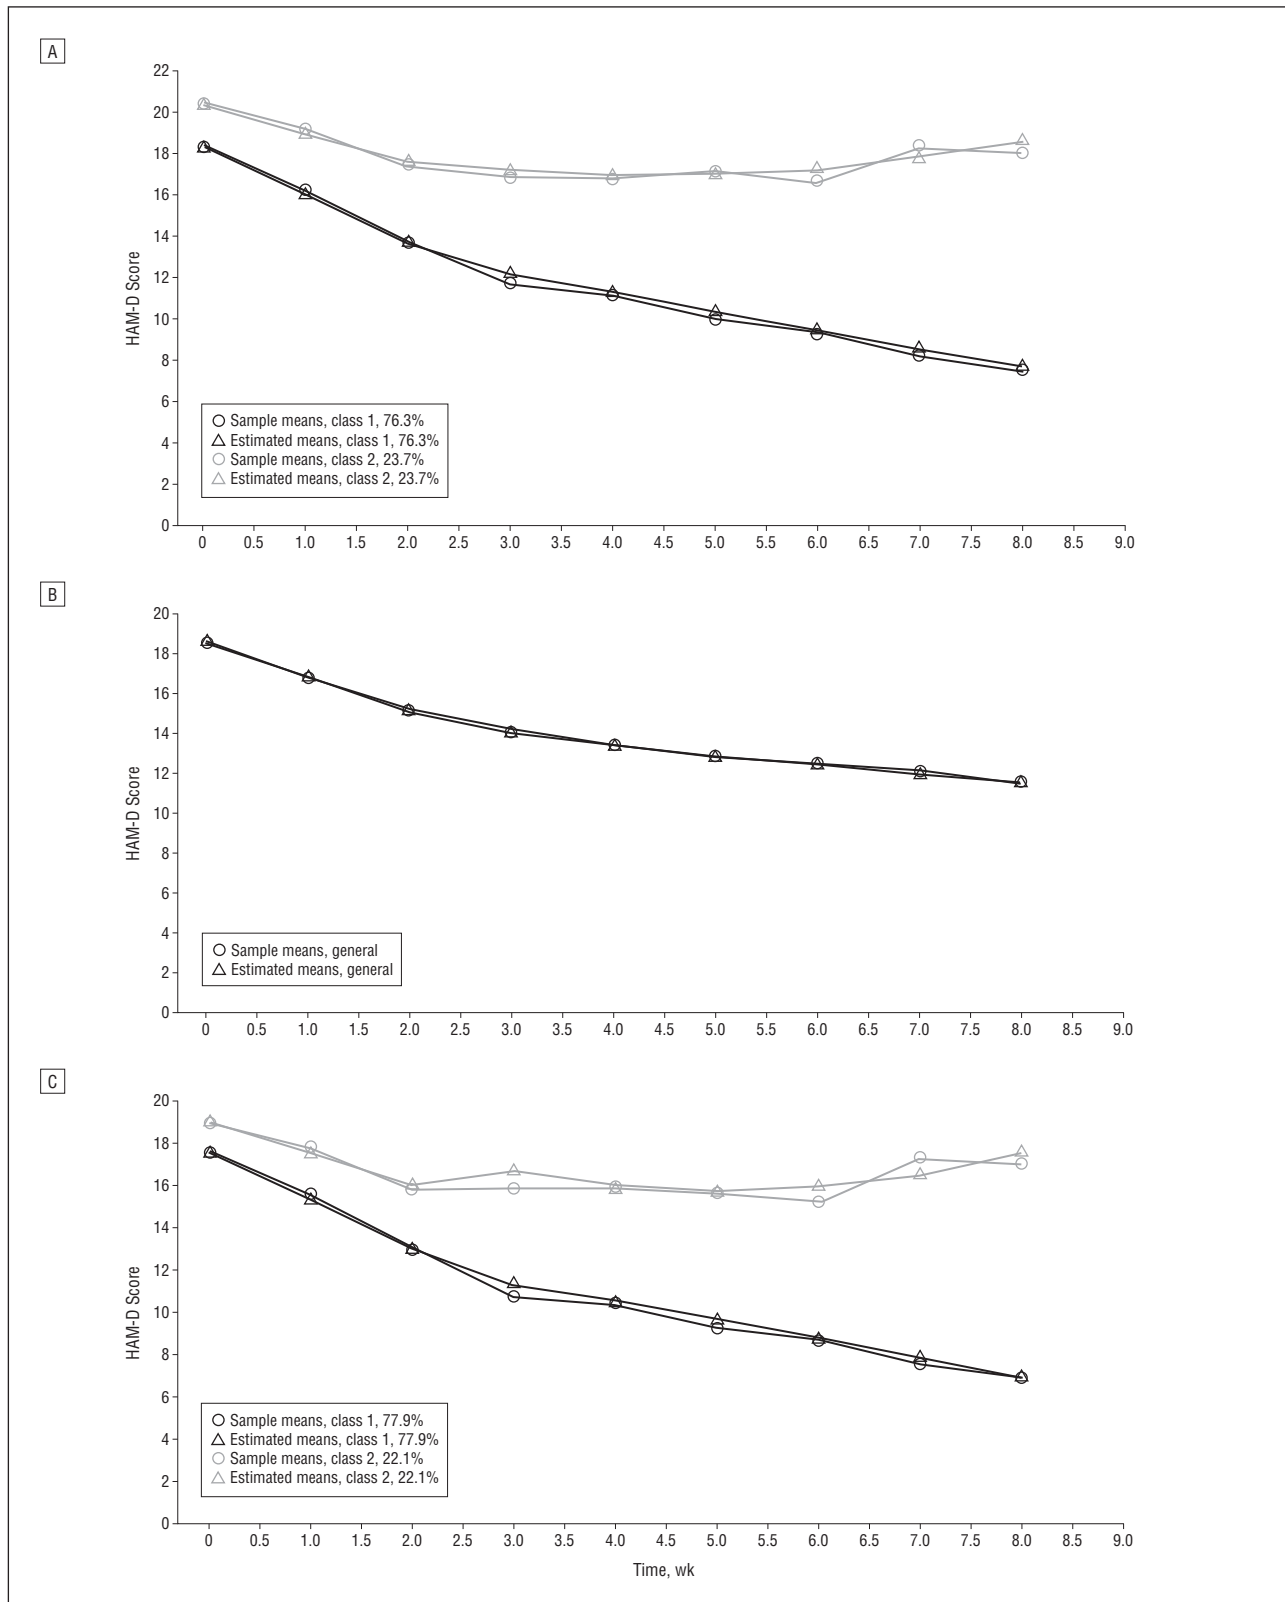 A
22
20
18
16
14
12
10
8
6
4
2
0
HAM-D Score
Sample means, class 1, 76.3%
Estimated means, class 1, 76.3%
Sample means, class 2, 23.7%
Estimated means, class 2, 23.7%
0 0.5 1.0 1.5 2.0 2.5 3.0 3.5 4.0 4.5 5.0 5.5 6.0 6.5 7.0 7.5 8.0 8.5 9.0
B
20
18
16
14
12
10
8
6
4
2
0
HAM-D Score
Sample means, general
Estimated means, general
0 0.5 1.0 1.5 2.0 2.5 3.0 3.5 4.0 4.5 5.0 5.5 6.0 6.5 7.0 7.5 8.0 8.5 9.0
C
20
18
16
14
12
10
8
6
4
2
0
HAM-D Score
Sample means, class 1, 77.9%
Estimated means, class 1, 77.9%
Sample means, class 2, 22.1%
Estimated means, class 2, 22.1%
0 0.5 1.0 1.5 2.0 2.5 3.0 3.5 4.0 4.5 5.0 5.5 6.0 6.5 7.0 7.5 8.0 8.5 9.0
Time, wk